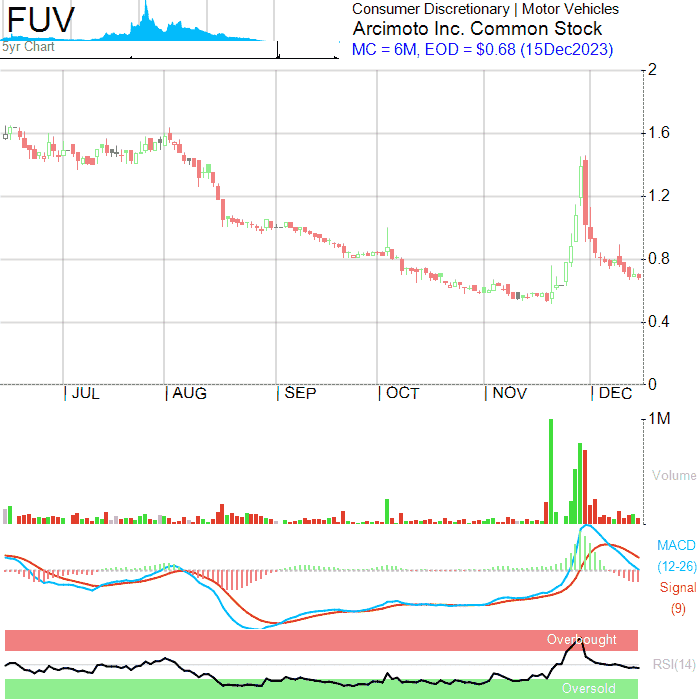 FUV
5yr Chart
Consumer Discretionary | Motor Vehicles
Arcimoto Inc. Common Stock
MC = 6M, EOD = $0.68 (15Dec2023)
2
1.6
1.2
0.8
0.4
0
JUL AUG SEP OCT NOV DEC
1M
Volume
MACD
(12-26)
Signal
(9)
Overbought
RSI(14)
Oversold